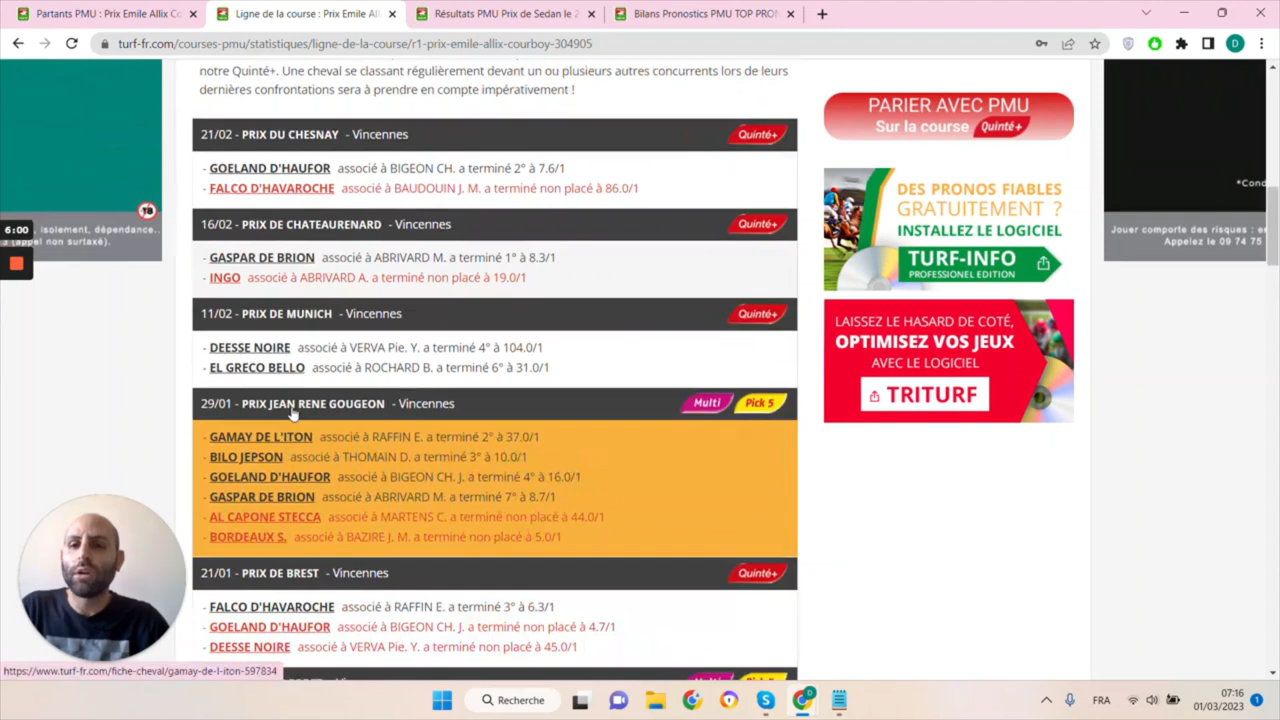 Partants PMU : Prix Emile Allix Co
Ligne de la course : Prix Emile Al
Résultats PMU Prix de Sedan le 2
Bilans Pronostics PMU TOP PRON
turf-fr.com/courses-pmu/statistiques/ligne-de-la-course/r1-prix-emile-allix-courboy-304905
notre Quinté+. Une cheval se classant régulièrement devant un ou plusieurs autres concurrents lors de leurs
dernières confrontations sera à prendre en compte impérativement !
21/02 - PRIX DU CHESNAY - Vincennes Quinté+
- GOELAND D'HAUFOR associé à BIGEON CH. a terminé 2° à 7.6/1
- FALCO D'HAVAROCHE associé à BAUDOUIN J. M. a terminé non placé à 86.0/1
16/02 - PRIX DE CHATEAURENARD - Vincennes Quinté+
- GASPAR DE BRION associé à ABRIVARD M. a terminé 1° à 8.3/1
- INGO associé à ABRIVARD A. a terminé non placé à 19.0/1
11/02 - PRIX DE MUNICH - Vincennes Quinté+
- DEESSE NOIRE associé à VERVA Pie. Y. a terminé 4° à 104.0/1
- EL GRECO BELLO associé à ROCHARD B. a terminé 6° à 31.0/1
29/01 - PRIX JEAN RENE GOUGEON - Vincennes Multi Pick 5
- GAMAY DE L'ITON associé à RAFFIN E. a terminé 2° à 37.0/1
- BILO JEPSON associé à THOMAIN D. a terminé 3° à 10.0/1
- GOELAND D'HAUFOR associé à BIGEON CH. J. a terminé 4° à 16.0/1
- GASPAR DE BRION associé à ABRIVARD M. a terminé 7° à 8.7/1
- AL CAPONE STECCA associé à MARTENS C. a terminé non placé à 44.0/1
- BORDEAUX S. associé à BAZIRE J. M. a terminé non placé à 5.0/1
21/01 - PRIX DE BREST - Vincennes Quinté+
- FALCO D'HAVAROCHE associé à RAFFIN E. a terminé 3° à 6.3/1
- GOELAND D'HAUFOR associé à BIGEON CH. J. a terminé non placé à 4.7/1
- DEESSE NOIRE associé à VERVA Pie. Y. a terminé non placé à 45.0/1
PARIER AVEC PMU
Sur la course Quinté+
DES PRONOS FIABLES
GRATUITEMENT ?
INSTALLEZ LE LOGICIEL
TURF-INFO
PROFESSIONEL EDITION
LAISSEZ LE HASARD DE COTÉ,
OPTIMISEZ VOS JEUX
AVEC LE LOGICIEL
TRITURF
*Cond
Jouer comporte des risques : e
Appelez le 09 74 75
18
6:00
, isolement, dépendance..
(appel non surtaxé).
https://www.turf-fr.com/fiche-cheval/gamay-de-l-iton-597834
Recherche
FRA
07:16
01/03/2023
1